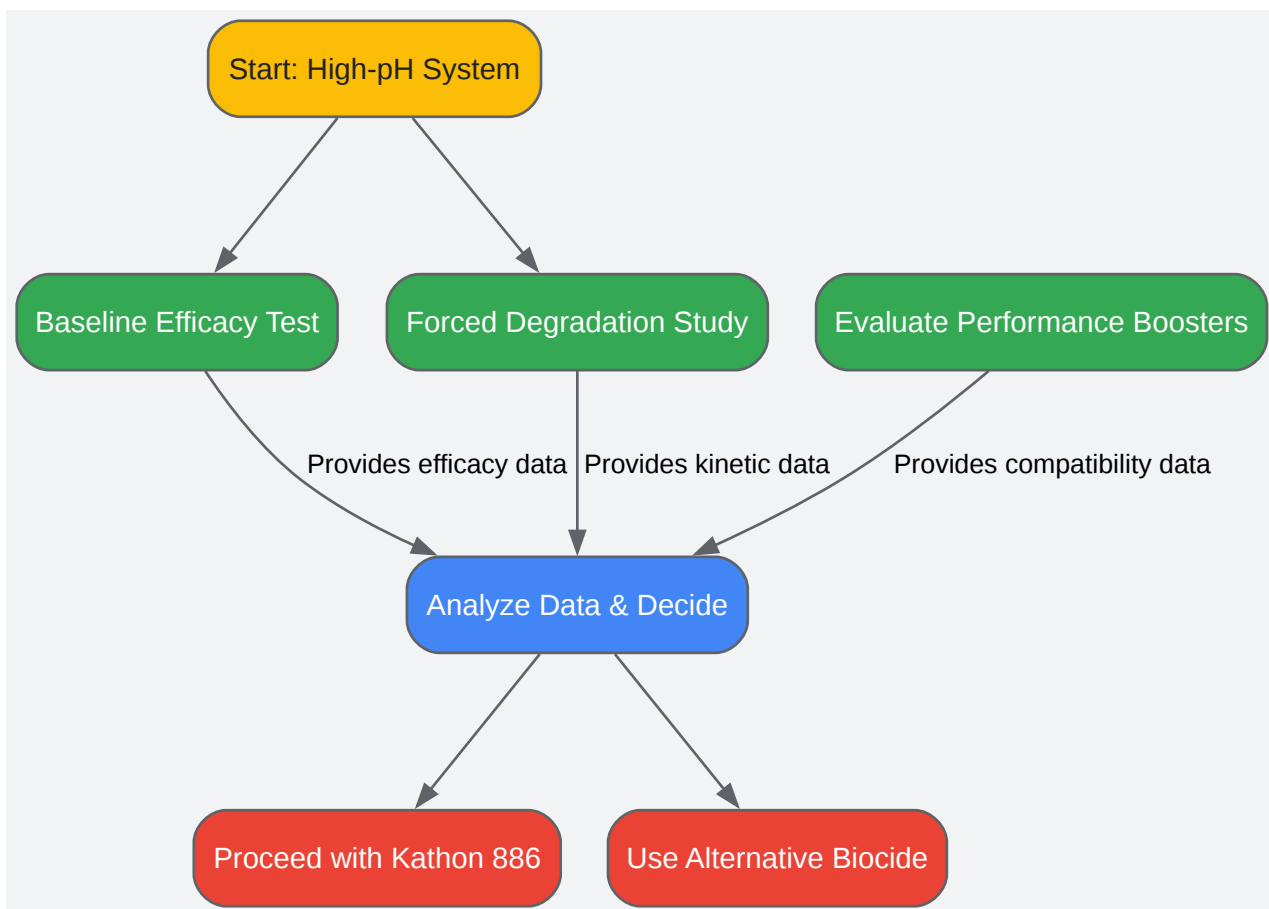 Start: High-pH System
Baseline Efficacy Test
Forced Degradation Study
Evaluate Performance Boosters
Provides efficacy data
Provides kinetic data
Provides compatibility data
Analyze Data & Decide
Proceed with Kathon 886
Use Alternative Biocide